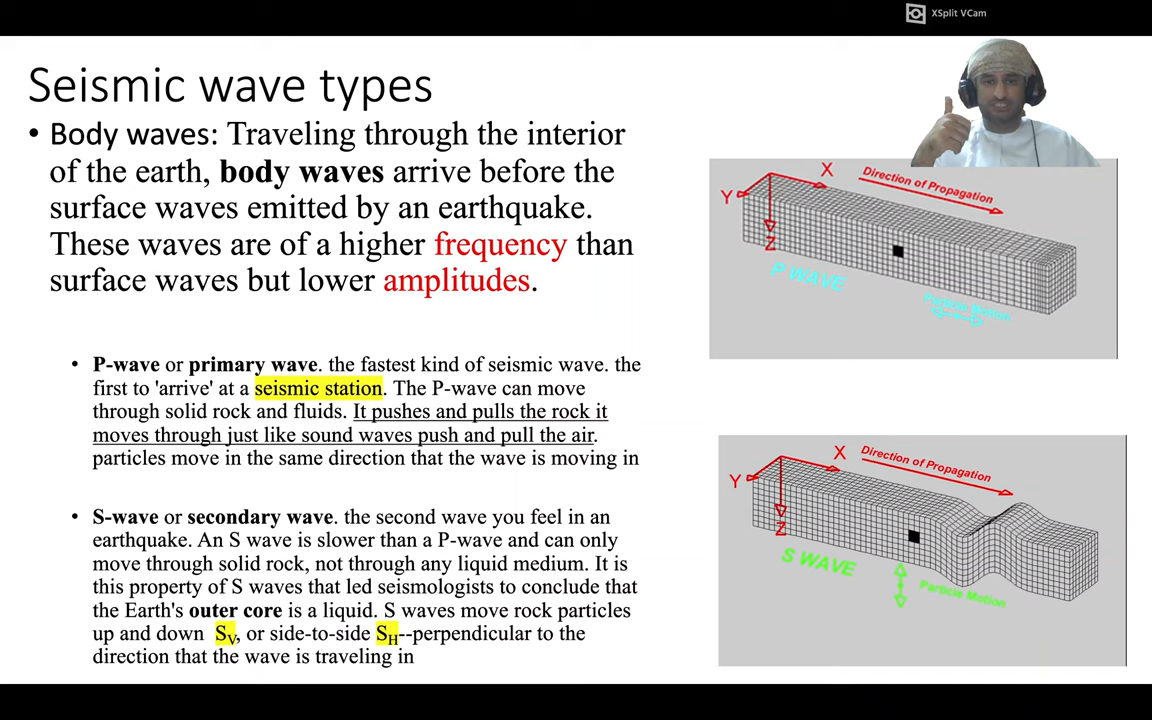 XSplit VCam
Seismic wave types
• Body waves: Traveling through the interior
of the earth, body waves arrive before the
surface waves emitted by an earthquake.
These waves are of a higher frequency than
surface waves but lower amplitudes.
• P-wave or primary wave. the fastest kind of seismic wave. the
first to 'arrive' at a seismic station. The P-wave can move
through solid rock and fluids. It pushes and pulls the rock it
moves through just like sound waves push and pull the air.
particles move in the same direction that the wave is moving in
• S-wave or secondary wave. the second wave you feel in an
earthquake. An S wave is slower than a P-wave and can only
move through solid rock, not through any liquid medium. It is
this property of S waves that led seismologists to conclude that
the Earth's outer core is a liquid. S waves move rock particles
up and down SV, or side-to-side SH--perpendicular to the
direction that the wave is traveling in
X
Direction of Propagation
Y
Z
P WAVE
Particle Motion
X
Direction of Propagation
Y
Z
S WAVE
Particle Motion